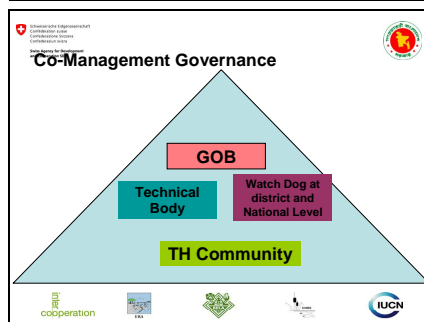 Schweizerische Eidgenossenschaft
Confédération suisse
Confederazione Svizzera
Confederaziun svizra
Swiss Agency for Development
Co-Management Governance
GOB
Technical
Body
Watch Dog at
district and
National Level
TH Community
inter
cooperation
IUCN